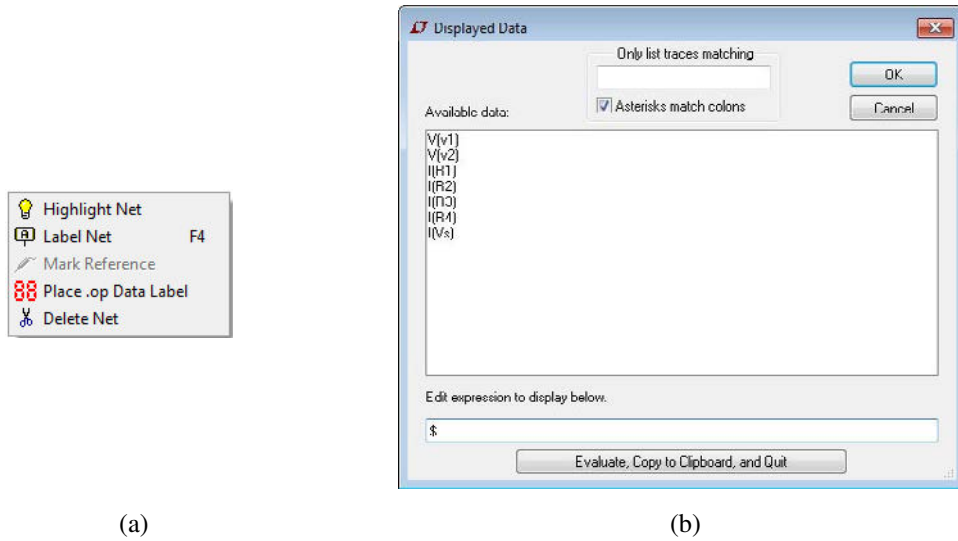 Highlight Net
Label Net F4
Mark Reference
Place .op Data Label
Delete Net
(a)
Displayed Data
Only list traces matching
OK
Asterisks match colons
Cancel
Available data:
V(v1)
V(v2)
I(R1)
I(R2)
I(R3)
I(R4)
I(Vs)
Edit expression to display below.
$
Evaluate, Copy to Clipboard, and Quit
(b)